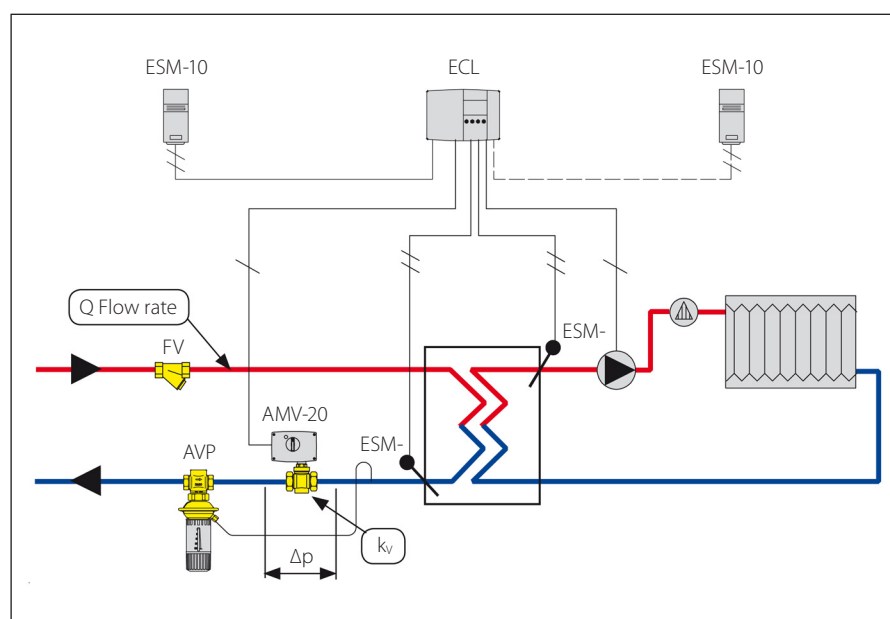 ESM-10
ECL
ESM-10
Q Flow rate
FV
ESM-
AMV-20
AVP
ESM-
kv
Δp